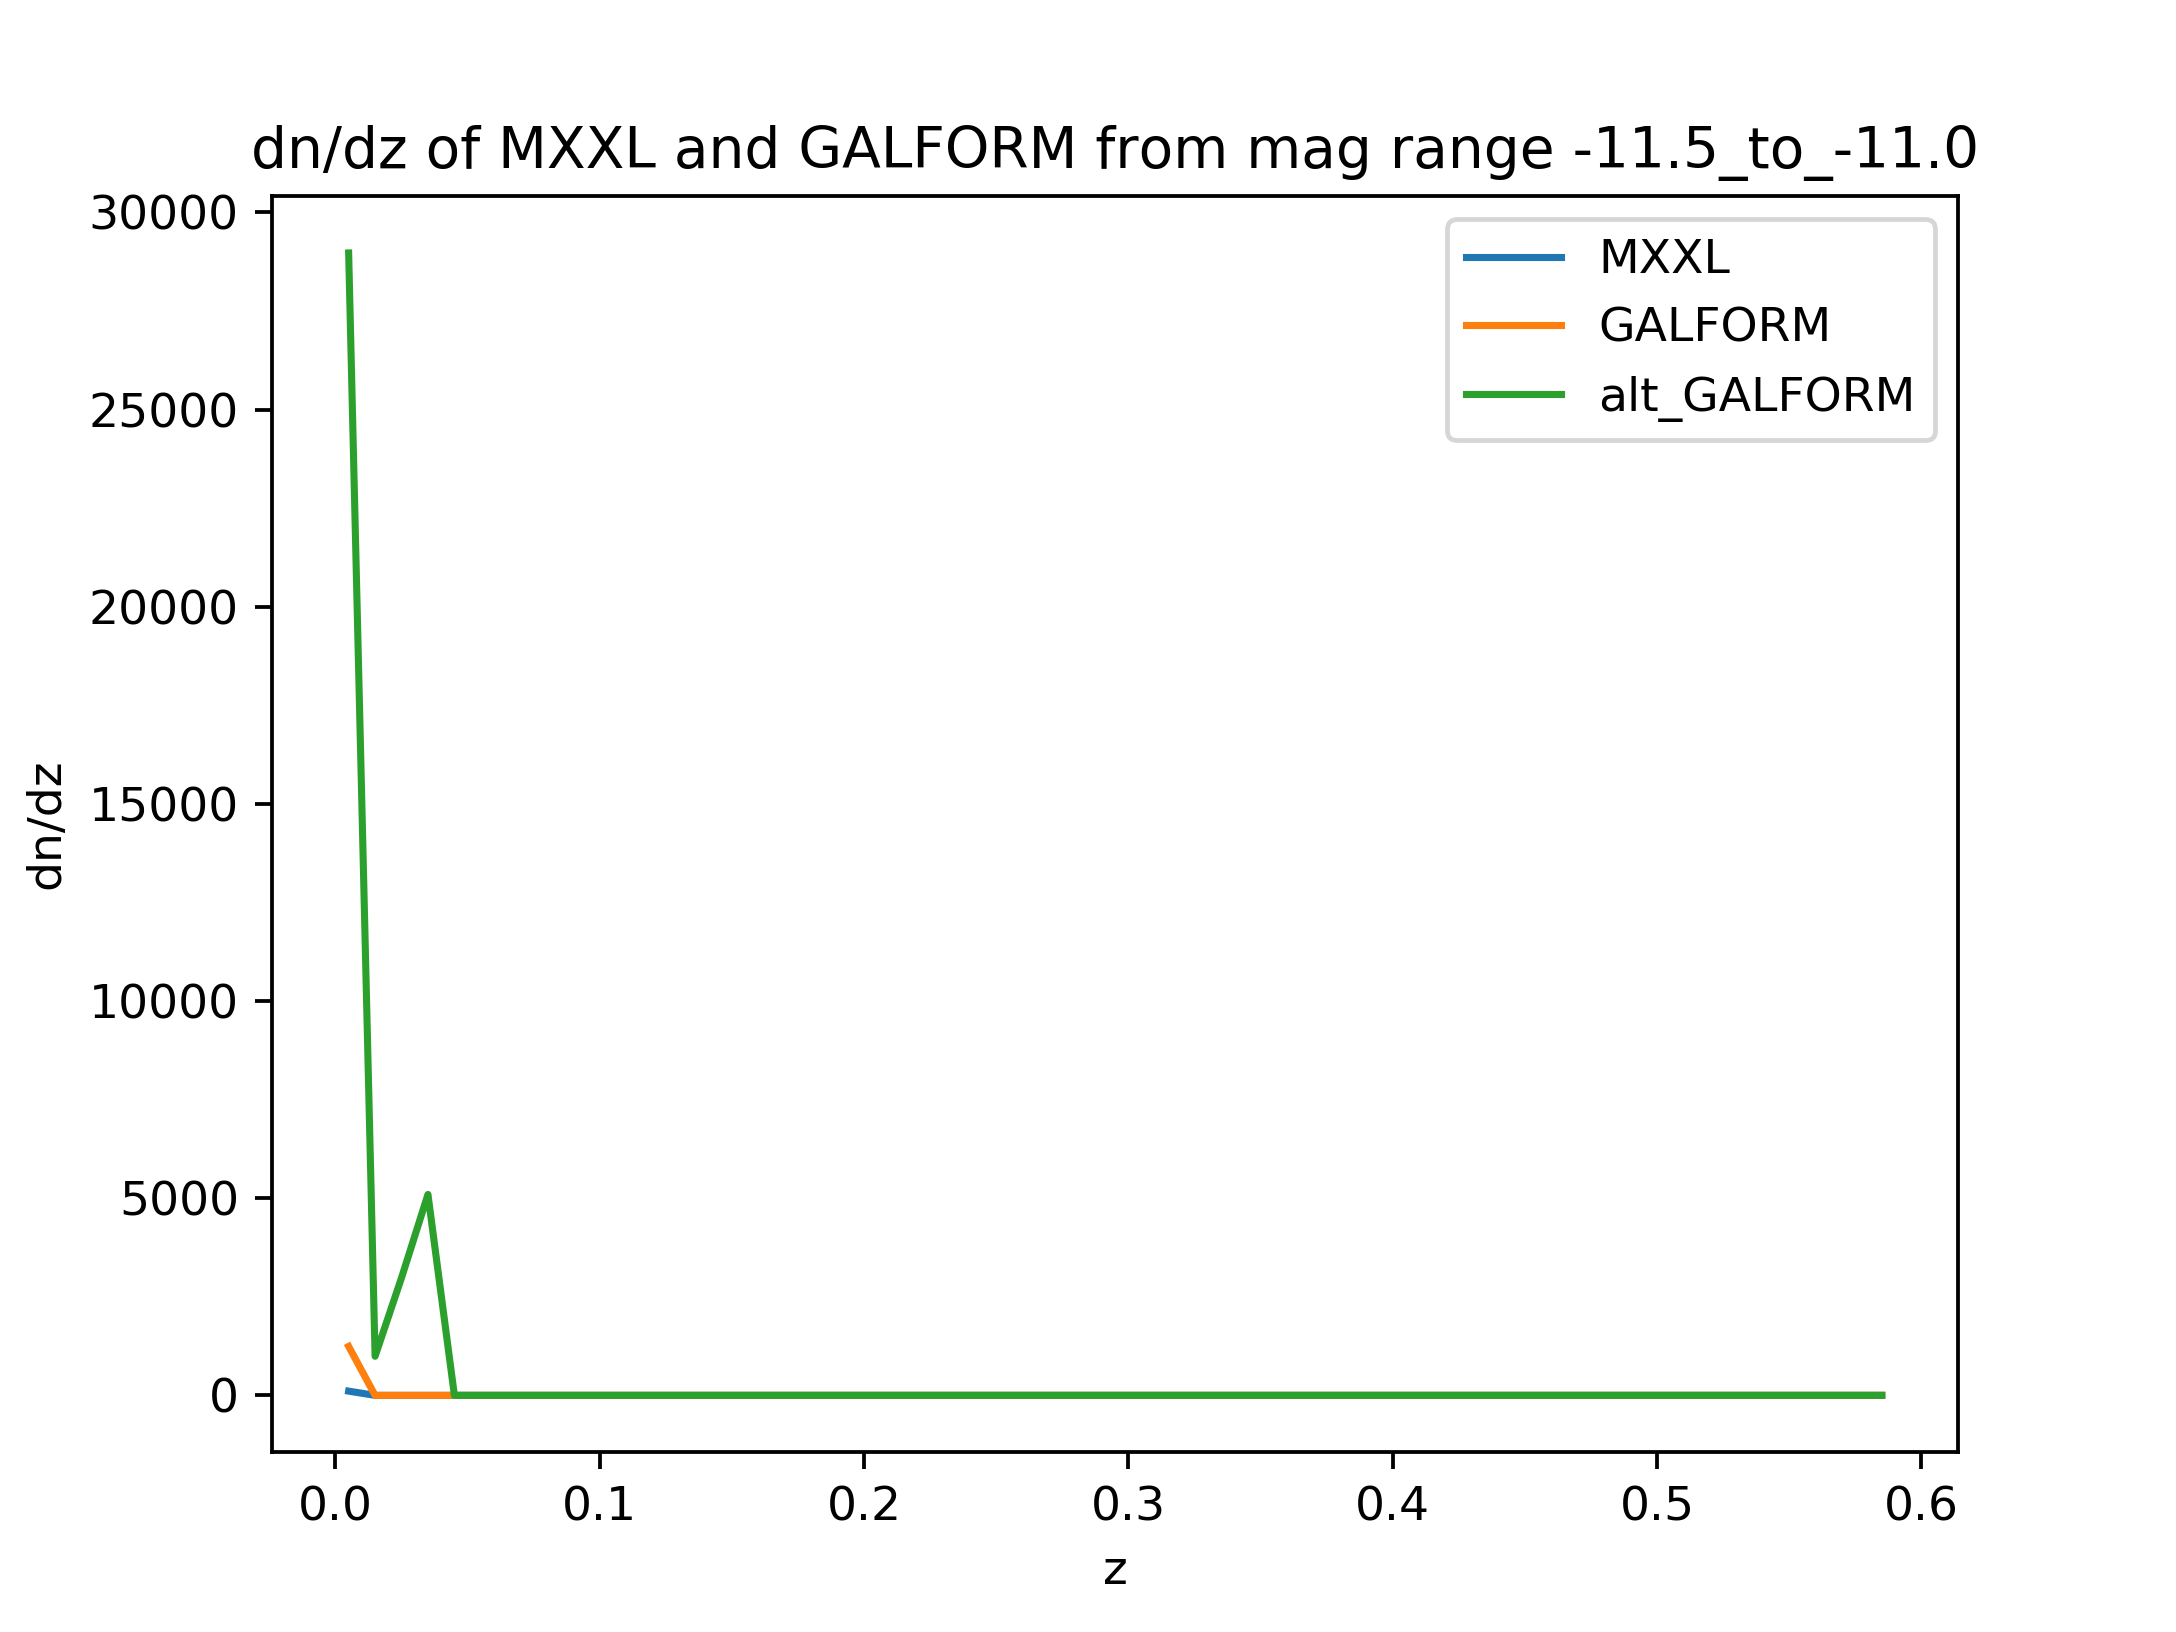 dn/dz of MXXL and GALFORM from mag range -11.5_to_-11.0
30000
25000
20000
15000
10000
5000
0
dn/dz
MXXL
GALFORM
alt_GALFORM
0.0 0.1 0.2 0.3 0.4 0.5 0.6
z